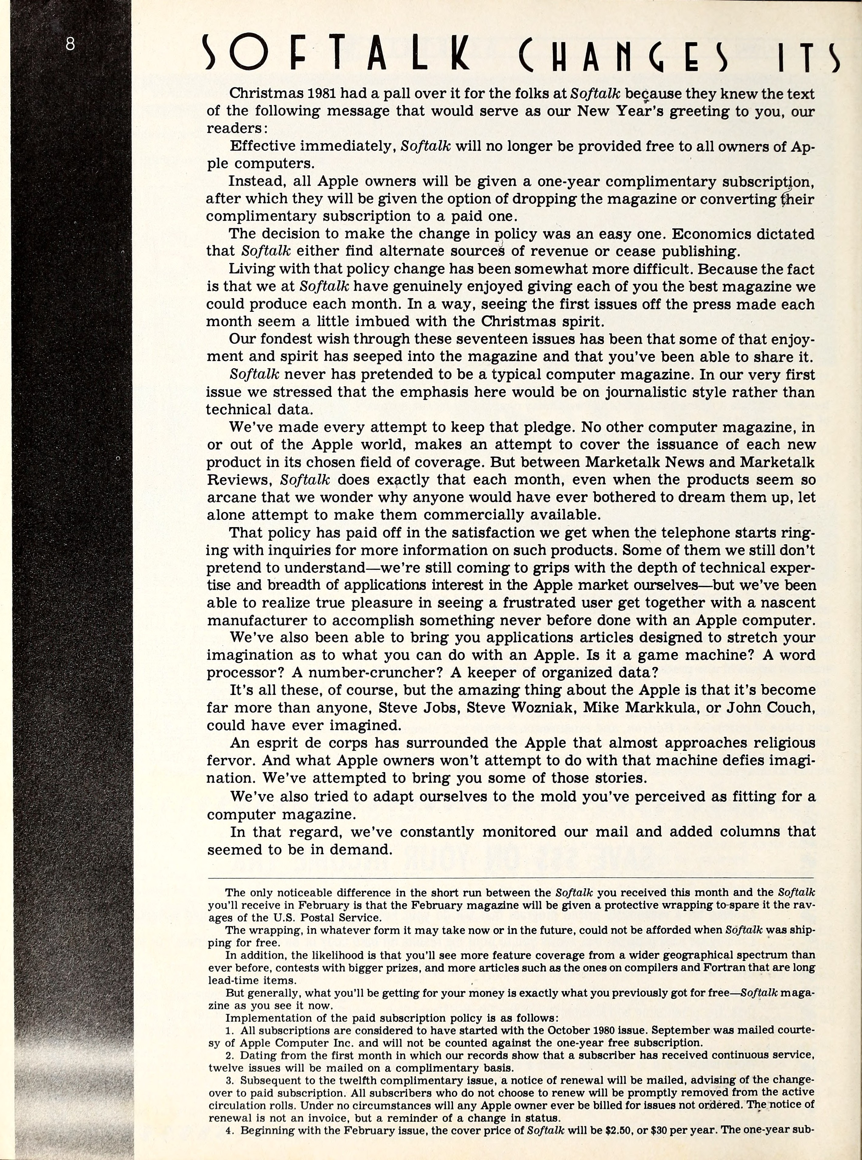 8
SOFTALK CHANGES ITS
Christmas 1981 had a pall over it for the folks at Softalk because they knew the text
of the following message that would serve as our New Year's greeting to you, our
readers:
Effective immediately, Softalk will no longer be provided free to all owners of Ap-
ple computers.
Instead, all Apple owners will be given a one-year complimentary subscription,
after which they will be given the option of dropping the magazine or converting their
complimentary subscription to a paid one.
The decision to make the change in policy was an easy one. Economics dictated
that Softalk either find alternate sources of revenue or cease publishing.
Living with that policy change has been somewhat more difficult. Because the fact
is that we at Softalk have genuinely enjoyed giving each of you the best magazine we
could produce each month. In a way, seeing the first issues off the press made each
month seem a little imbued with the Christmas spirit.
Our fondest wish through these seventeen issues has been that some of that enjoy-
ment and spirit has seeped into the magazine and that you've been able to share it.
Softalk never has pretended to be a typical computer magazine. In our very first
issue we stressed that the emphasis here would be on journalistic style rather than
technical data.
We've made every attempt to keep that pledge. No other computer magazine, in
or out of the Apple world, makes an attempt to cover the issuance of each new
product in its chosen field of coverage. But between Marketalk News and Marketalk
Reviews, Softalk does exactly that each month, even when the products seem so
arcane that we wonder why anyone would have ever bothered to dream them up, let
alone attempt to make them commercially available.
That policy has paid off in the satisfaction we get when the telephone starts ring-
ing with inquiries for more information on such products. Some of them we still don't
pretend to understand—we're still coming to grips with the depth of technical exper-
tise and breadth of applications interest in the Apple market ourselves—but we've been
able to realize true pleasure in seeing a frustrated user get together with a nascent
manufacturer to accomplish something never before done with an Apple computer.
We've also been able to bring you applications articles designed to stretch your
imagination as to what you can do with an Apple. Is it a game machine? A word
processor? A number-cruncher? A keeper of organized data?
It's all these, of course, but the amazing thing about the Apple is that it's become
far more than anyone, Steve Jobs, Steve Wozniak, Mike Markkula, or John Couch,
could have ever imagined.
An esprit de corps has surrounded the Apple that almost approaches religious
fervor. And what Apple owners won't attempt to do with that machine defies imagi-
nation. We've attempted to bring you some of those stories.
We've also tried to adapt ourselves to the mold you've perceived as fitting for a
computer magazine.
In that regard, we've constantly monitored our mail and added columns that
seemed to be in demand.
The only noticeable difference in the short run between the Softalk you received this month and the Softalk
you'll receive in February is that the February magazine will be given a protective wrapping to spare it the rav-
ages of the U.S. Postal Service.
The wrapping, in whatever form it may take now or in the future, could not be afforded when Softalk was ship-
ping for free.
In addition, the likelihood is that you'll see more feature coverage from a wider geographical spectrum than
ever before, contests with bigger prizes, and more articles such as the ones on compilers and Fortran that are long
lead-time items.
But generally, what you'll be getting for your money is exactly what you previously got for free—Softalk maga-
zine as you see it now.
Implementation of the paid subscription policy is as follows:
1. All subscriptions are considered to have started with the October 1980 issue. September was mailed courte-
sy of Apple Computer Inc. and will not be counted against the one-year free subscription.
2. Dating from the first month in which our records show that a subscriber has received continuous service,
twelve issues will be mailed on a complimentary basis.
3. Subsequent to the twelfth complimentary issue, a notice of renewal will be mailed, advising of the change-
over to paid subscription. All subscribers who do not choose to renew will be promptly removed from the active
circulation rolls. Under no circumstances will any Apple owner ever be billed for issues not ordered. The notice of
renewal is not an invoice, but a reminder of a change in status.
4. Beginning with the February issue, the cover price of Softalk will be $2.50, or $30 per year. The one-year sub-